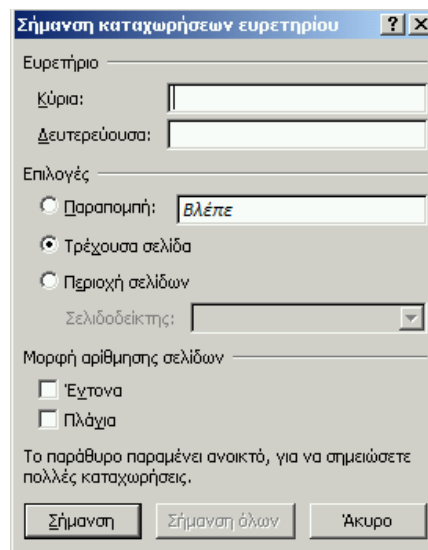 Σήμανση καταχωρήσεων ευρετηρίου
Ευρετήριο
Κύρια:
Δευτερεύουσα:
Επιλογές
Παραπομπή: Βλέπε
Τρέχουσα σελίδα
Περιοχή σελίδων
Σελιδοδείκτης:
Μορφή αρίθμησης σελίδων
Έντονα
Πλάγια
Το παράθυρο παραμένει ανοικτό, για να σημειώσετε
πολλές καταχωρήσεις.
Σήμανση Σήμανση όλων Άκυρο